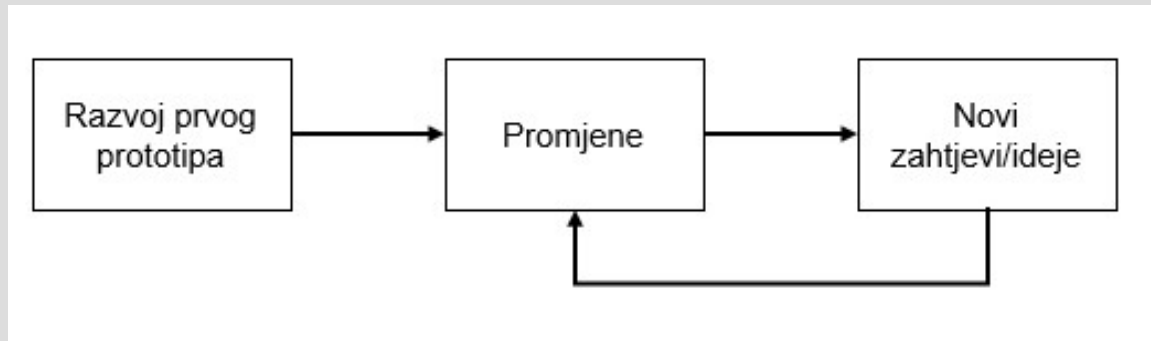 Razvoj prvog
prototipa
Promjene
Novi
zahtjevi/ideje